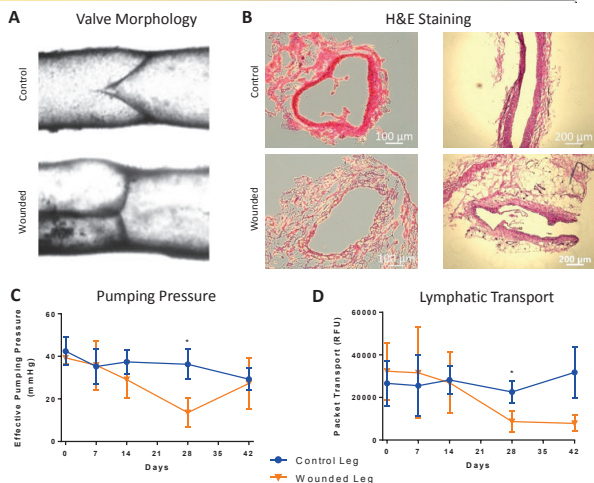 A
Valve Morphology
Control
Wounded
B
H&E Staining
Control
100 µm
200 µm
Wounded
100 µm
200 µm
C
Pumping Pressure
Effective Pumping Pressure
(mmHg)
60
40
20
0
*
0 7 14 21 28 35 42
Days
D
Lymphatic Transport
Packet Transport (RFU)
60000
40000
20000
0
*
0 7 14 21 28 35 42
Days
Control Leg
Wounded Leg